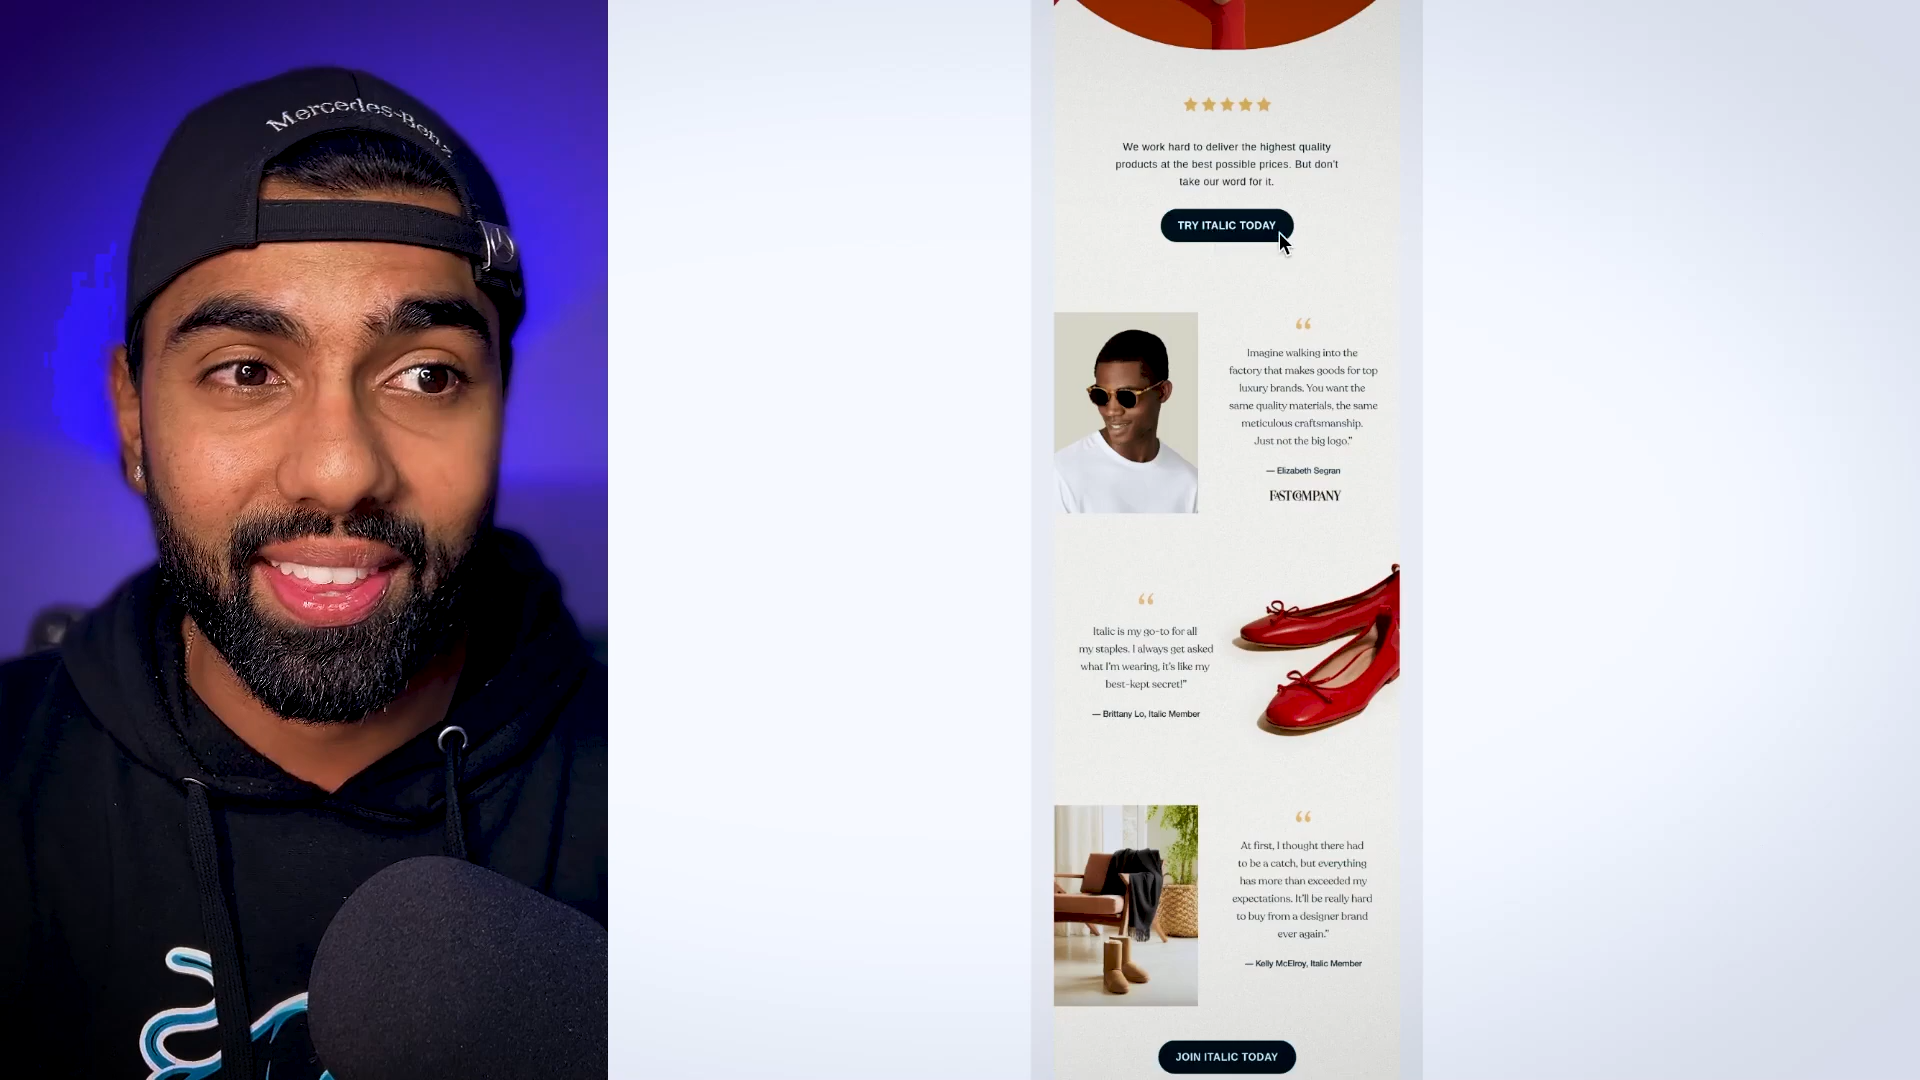 Mercedes-Benz
We work hard to deliver the highest quality
products at the best possible prices. But don't
take our word for it.
TRY ITALIC TODAY
“
Imagine walking into the
factory that makes goods for top
luxury brands. You want the
same quality materials, the same
meticulous craftsmanship.
Just not the big logo.”
— Elizabeth Segran
FAST COMPANY
“
Italic is my go-to for all
my staples. I always get asked
what I'm wearing, it's like my
best-kept secret!”
— Brittany Lo, Italic Member
“
At first, I thought there had
to be a catch, but everything
has more than exceeded my
expectations. It'll be really hard
to buy from a designer brand
ever again.”
— Kelly McElroy, Italic Member
JOIN ITALIC TODAY